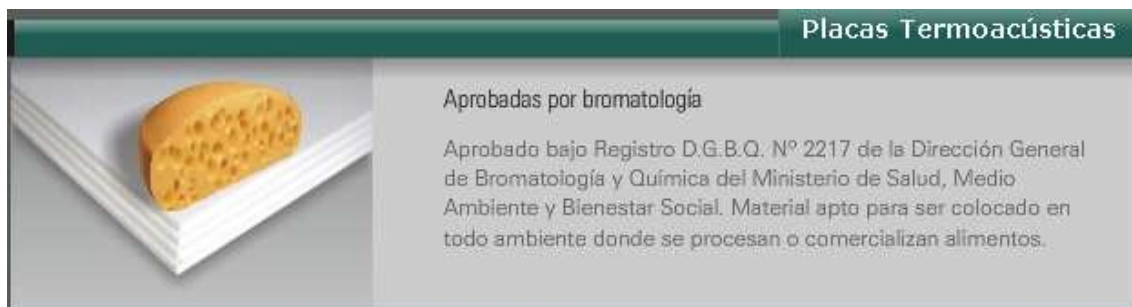 Placas Termoacústicas
Aprobadas por bromatología
Aprobado bajo Registro D.G.B.Q. Nº 2217 de la Dirección General
de Bromatología y Química del Ministerio de Salud, Medio
Ambiente y Bienestar Social. Material apto para ser colocado en
todo ambiente donde se procesan o comercializan alimentos.